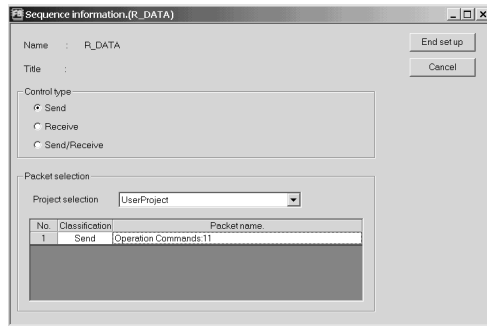 Sequence information.(R_DATA)
Name : R_DATA
End set up
Title :
Cancel
Control type
Send
Receive
Send/Receive
Packet selection
Project selection UserProject
No. Classification Packet name.
1 Send Operation Commands:11